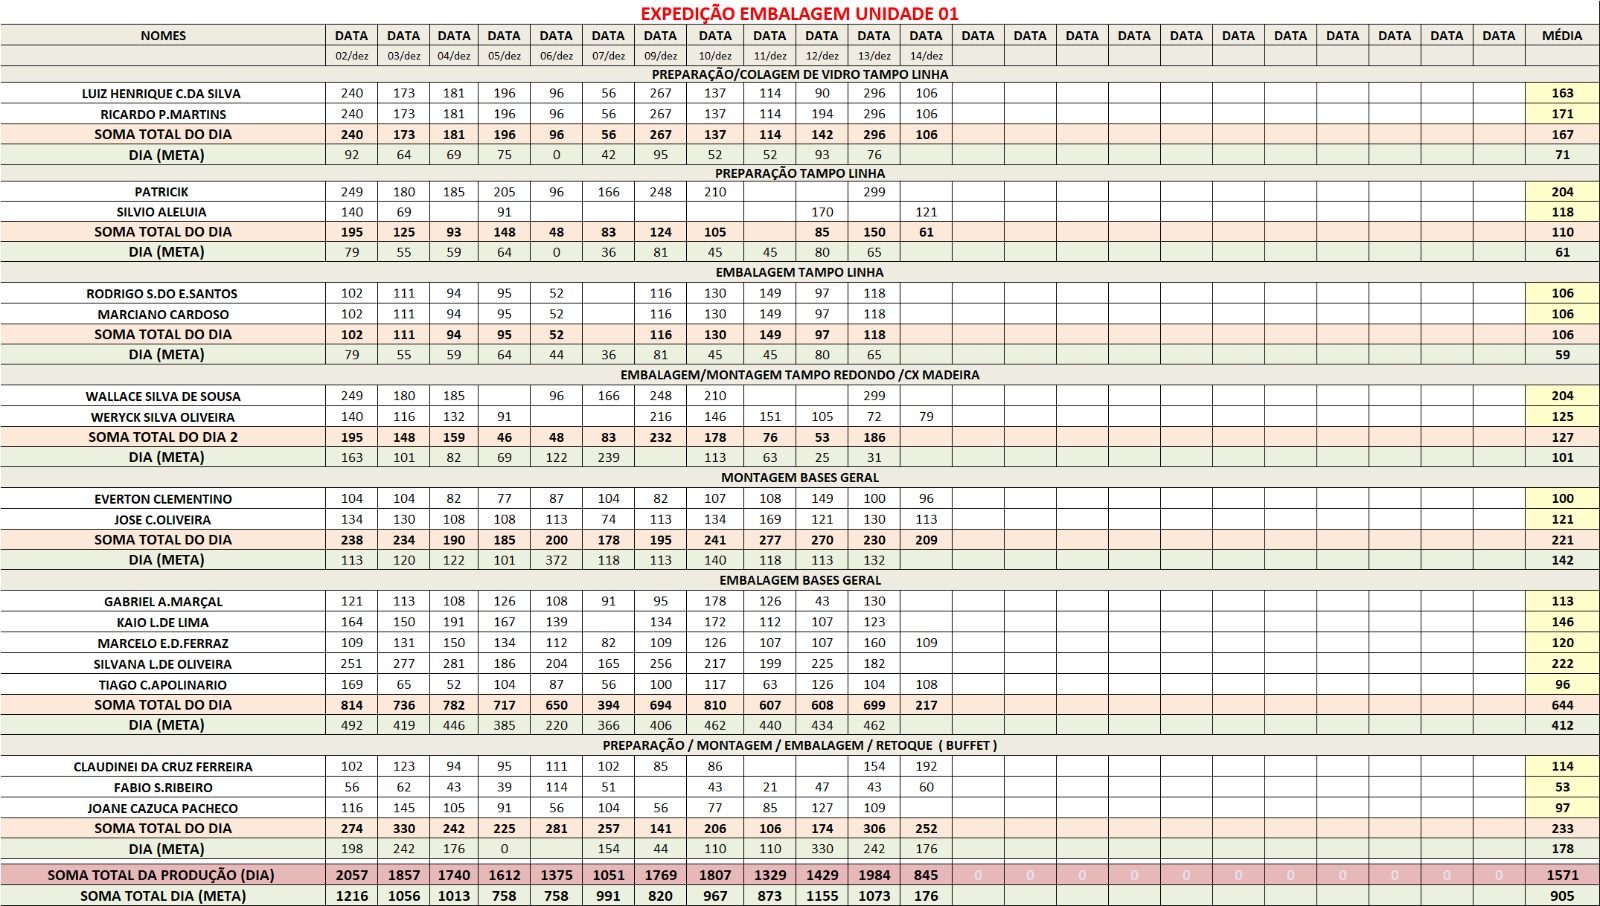 EXPEDIÇÃO EMBALAGEM UNIDADE 01
NOMES DATA DATA DATA DATA DATA DATA DATA DATA DATA DATA DATA DATA DATA DATA DATA DATA DATA DATA DATA DATA DATA DATA DATA MÉDIA
02/dez 03/dez 04/dez 05/dez 06/dez 07/dez 09/dez 10/dez 11/dez 12/dez 13/dez 14/dez
PREPARAÇÃO/COLAGEM DE VIDRO TAMPO LINHA
LUIZ HENRIQUE C.DA SILVA 240 173 181 196 96 56 267 137 114 90 296 106 163
RICARDO P.MARTINS 240 173 181 196 96 56 267 137 114 194 296 106 171
SOMA TOTAL DO DIA 240 173 181 196 96 56 267 137 114 142 296 106 167
DIA (META) 92 64 69 75 0 42 95 52 52 93 76 71
PREPARAÇÃO TAMPO LINHA
PATRICIK 249 180 185 205 96 166 248 210 299 204
SILVIO ALELUIA 140 69 91 170 121 118
SOMA TOTAL DO DIA 195 125 93 148 48 83 124 105 85 150 61 110
DIA (META) 79 55 59 64 0 36 81 45 45 80 65 61
EMBALAGEM TAMPO LINHA
RODRIGO S.DO E.SANTOS 102 111 94 95 52 116 130 149 97 118 106
MARCIANO CARDOSO 102 111 94 95 52 116 130 149 97 118 106
SOMA TOTAL DO DIA 102 111 94 95 52 116 130 149 97 118 106
DIA (META) 79 55 59 64 44 36 81 45 45 80 65 59
EMBALAGEM/MONTAGEM TAMPO REDONDO /CX MADEIRA
WALLACE SILVA DE SOUSA 249 180 185 96 166 248 210 299 204
WERYCK SILVA OLIVEIRA 140 116 132 91 216 146 151 105 72 79 125
SOMA TOTAL DO DIA 2 195 148 159 46 48 83 232 178 76 53 186 127
DIA (META) 163 101 82 69 122 239 113 63 25 31 101
MONTAGEM BASES GERAL
EVERTON CLEMENTINO 104 104 82 77 87 104 82 107 108 149 100 96 100
JOSE C.OLIVEIRA 134 130 108 108 113 74 113 134 169 121 130 113 121
SOMA TOTAL DO DIA 238 234 190 185 200 178 195 241 277 270 230 209 221
DIA (META) 113 120 122 101 372 118 113 140 118 113 132 142
EMBALAGEM BASES GERAL
GABRIEL A.MARÇAL 121 113 108 126 108 91 95 178 126 43 130 113
KAIO L.DE LIMA 164 150 191 167 139 134 172 112 107 123 146
MARCELO E.D.FERRAZ 109 131 150 134 112 82 109 126 107 107 160 109 120
SILVANA L.DE OLIVEIRA 251 277 281 186 204 165 256 217 199 225 182 222
TIAGO C.APOLINARIO 169 65 52 104 87 56 100 117 63 126 104 108 96
SOMA TOTAL DO DIA 814 736 782 717 650 394 694 810 607 608 699 217 644
DIA (META) 492 419 446 385 220 366 406 462 440 434 462 412
PREPARAÇÃO / MONTAGEM / EMBALAGEM / RETOQUE ( BUFFET )
CLAUDINEI DA CRUZ FERREIRA 102 123 94 95 111 102 85 86 154 192 114
FABIO S.RIBEIRO 56 62 43 39 114 51 43 21 47 43 60 53
JOANE CAZUCA PACHECO 116 145 105 91 56 104 56 77 85 127 109 97
SOMA TOTAL DO DIA 274 330 242 225 281 257 141 206 106 174 306 252 233
DIA (META) 198 242 176 0 154 44 110 110 330 242 176 178
SOMA TOTAL DA PRODUÇÃO (DIA) 2057 1857 1740 1612 1375 1051 1769 1807 1329 1429 1984 845 0 0 0 0 0 0 0 0 0 0 0 1571
SOMA TOTAL DIA (META) 1216 1056 1013 758 758 991 820 967 873 1155 1073 176 905